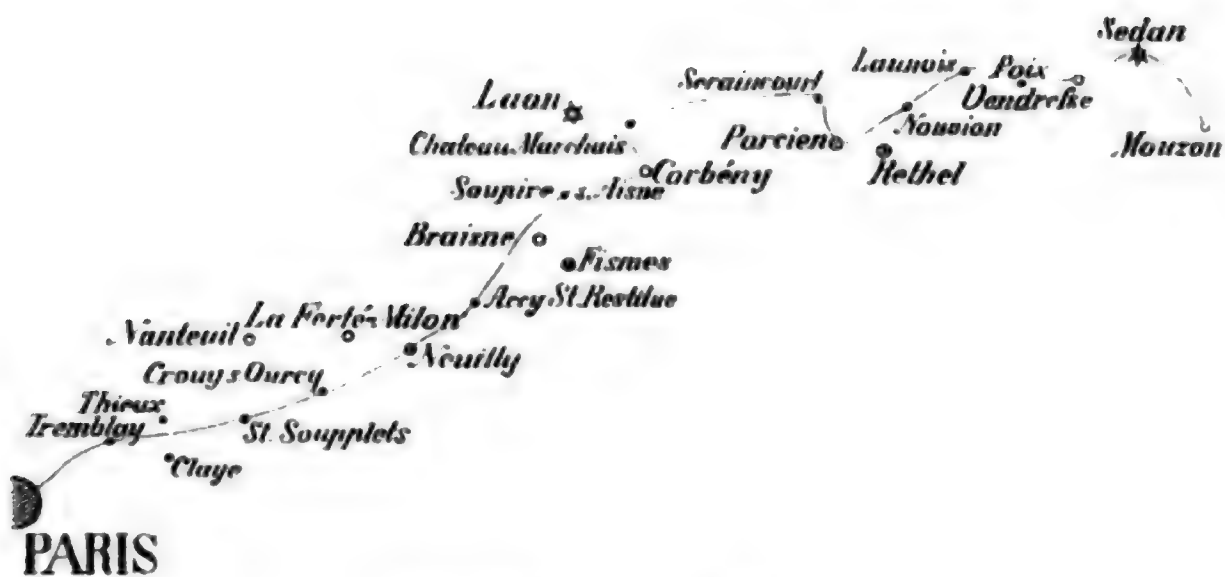 Sedan
Launois
Poix
Vendresse
Seraincourt
Laon
Nouvion
Mouzon
Chateau Marchais
Parcien
Rethel
Corbény
Soupire s. Aisne
Braisne
Fismes
Arcy St. Restitue
La Ferté-Milon
Nanteuil
Neuilly
Crouy s Ourcq
Thieux
Tremblay
St. Soupplets
Claye
PARIS